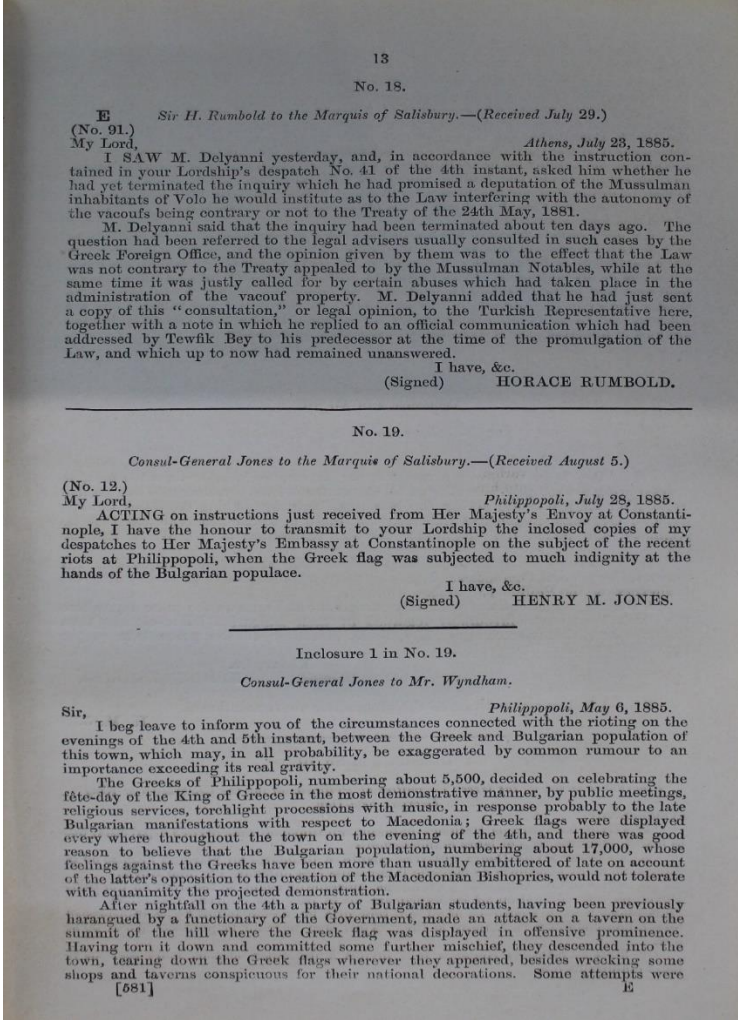 13
No. 18.
E Sir H. Rumbold to the Marquis of Salisbury.—(Received July 29.)
(No. 91.)
My Lord, Athens, July 23, 1885.
I SAW M. Delyanni yesterday, and, in accordance with the instruction con-
tained in your Lordship's despatch No. 41 of the 4th instant, asked him whether he
had yet terminated the inquiry which he had promised a deputation of the Mussulman
inhabitants of Volo he would institute as to the Law interfering with the autonomy of
the vacoufs being contrary or not to the Treaty of the 24th May, 1881.
M. Delyanni said that the inquiry had been terminated about ten days ago. The
question had been referred to the legal advisers usually consulted in such cases by the
Greek Foreign Office, and the opinion given by them was to the effect that the Law
was not contrary to the Treaty appealed to by the Mussulman Notables, while at the
same time it was justly called for by certain abuses which had taken place in the
administration of the vacouf property. M. Delyanni added that he had just sent
a copy of this "consultation," or legal opinion, to the Turkish Representative here,
together with a note in which he replied to an official communication which had been
addressed by Tewfik Bey to his predecessor at the time of the promulgation of the
Law, and which up to now had remained unanswered.
I have, &c.
(Signed) HORACE RUMBOLD.
No. 19.
Consul-General Jones to the Marquis of Salisbury.—(Received August 5.)
(No. 12.)
My Lord, Philippopoli, July 28, 1885.
ACTING on instructions just received from Her Majesty's Envoy at Constanti-
nople, I have the honour to transmit to your Lordship the inclosed copies of my
despatches to Her Majesty's Embassy at Constantinople on the subject of the recent
riots at Philippopoli, when the Greek flag was subjected to much indignity at the
hands of the Bulgarian populace.
I have, &c.
(Signed) HENRY M. JONES.
Inclosure 1 in No. 19.
Consul-General Jones to Mr. Wyndham.
Sir, Philippopoli, May 6, 1885.
I beg leave to inform you of the circumstances connected with the rioting on the
evenings of the 4th and 5th instant, between the Greek and Bulgarian population of
this town, which may, in all probability, be exaggerated by common rumour to an
importance exceeding its real gravity.
The Greeks of Philippopoli, numbering about 5,500, decided on celebrating the
fête-day of the King of Greece in the most demonstrative manner, by public meetings,
religious services, torchlight processions with music, in response probably to the late
Bulgarian manifestations with respect to Macedonia; Greek flags were displayed
every where throughout the town on the evening of the 4th, and there was good
reason to believe that the Bulgarian population, numbering about 17,000, whose
feelings against the Greeks have been more than usually embittered of late on account
of the latter's opposition to the creation of the Macedonian Bishoprics, would not tolerate
with equanimity the projected demonstration.
After nightfall on the 4th a party of Bulgarian students, having been previously
harangued by a functionary of the Government, made an attack on a tavern on the
summit of the hill where the Greek flag was displayed in offensive prominence.
Having torn it down and committed some further mischief, they descended into the
town, tearing down the Greek flags wherever they appeared, besides wrecking some
shops and taverns conspicuous for their national decorations. Some attempts were
[581] E